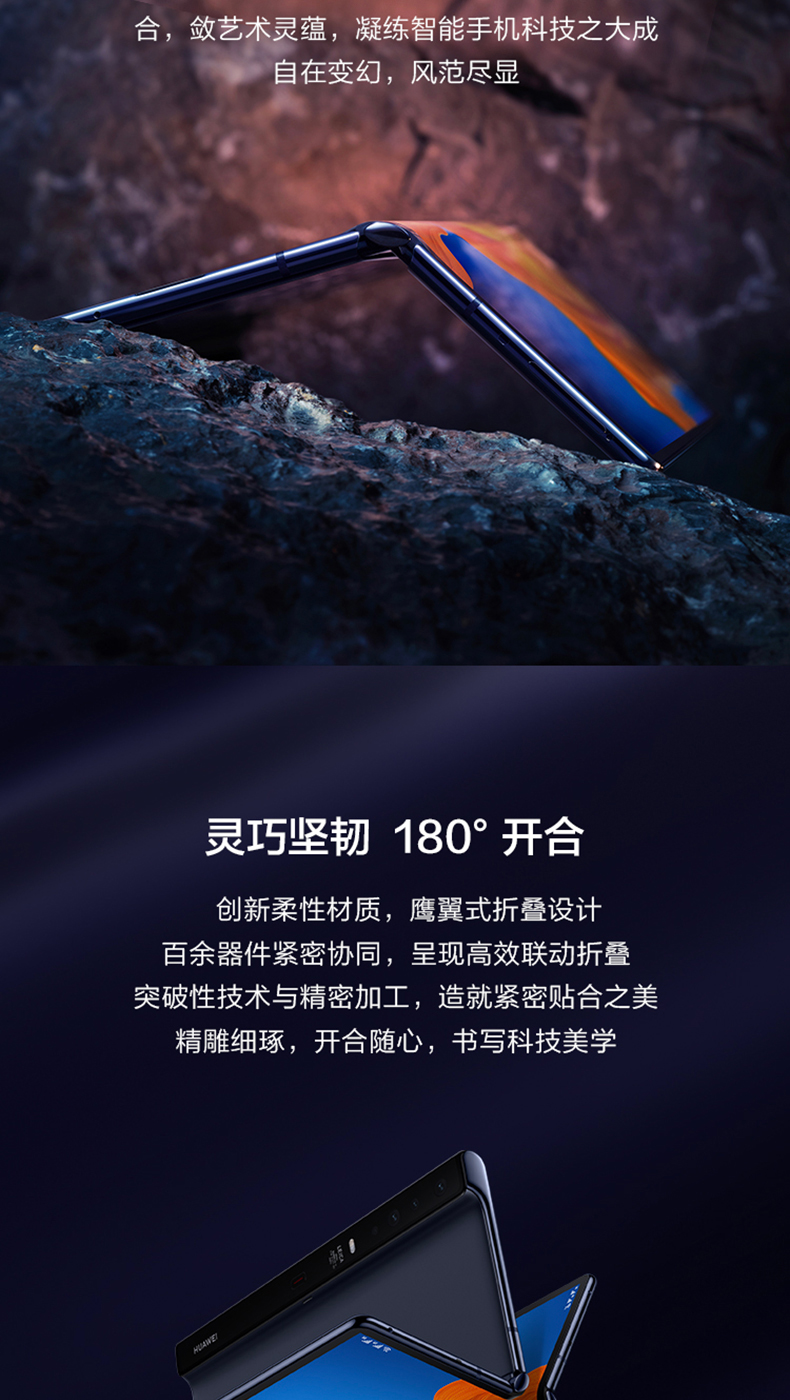 合，敛艺术灵蕴，凝练智能手机科技之大成
自在变幻，风范尽显
灵巧坚韧 180° 开合
创新柔性材质，鹰翼式折叠设计
百余器件紧密协同，呈现高效联动折叠
突破性技术与精密加工，造就紧密贴合之美
精雕细琢，开合随心，书写科技美学
LEICA
HUAWEI